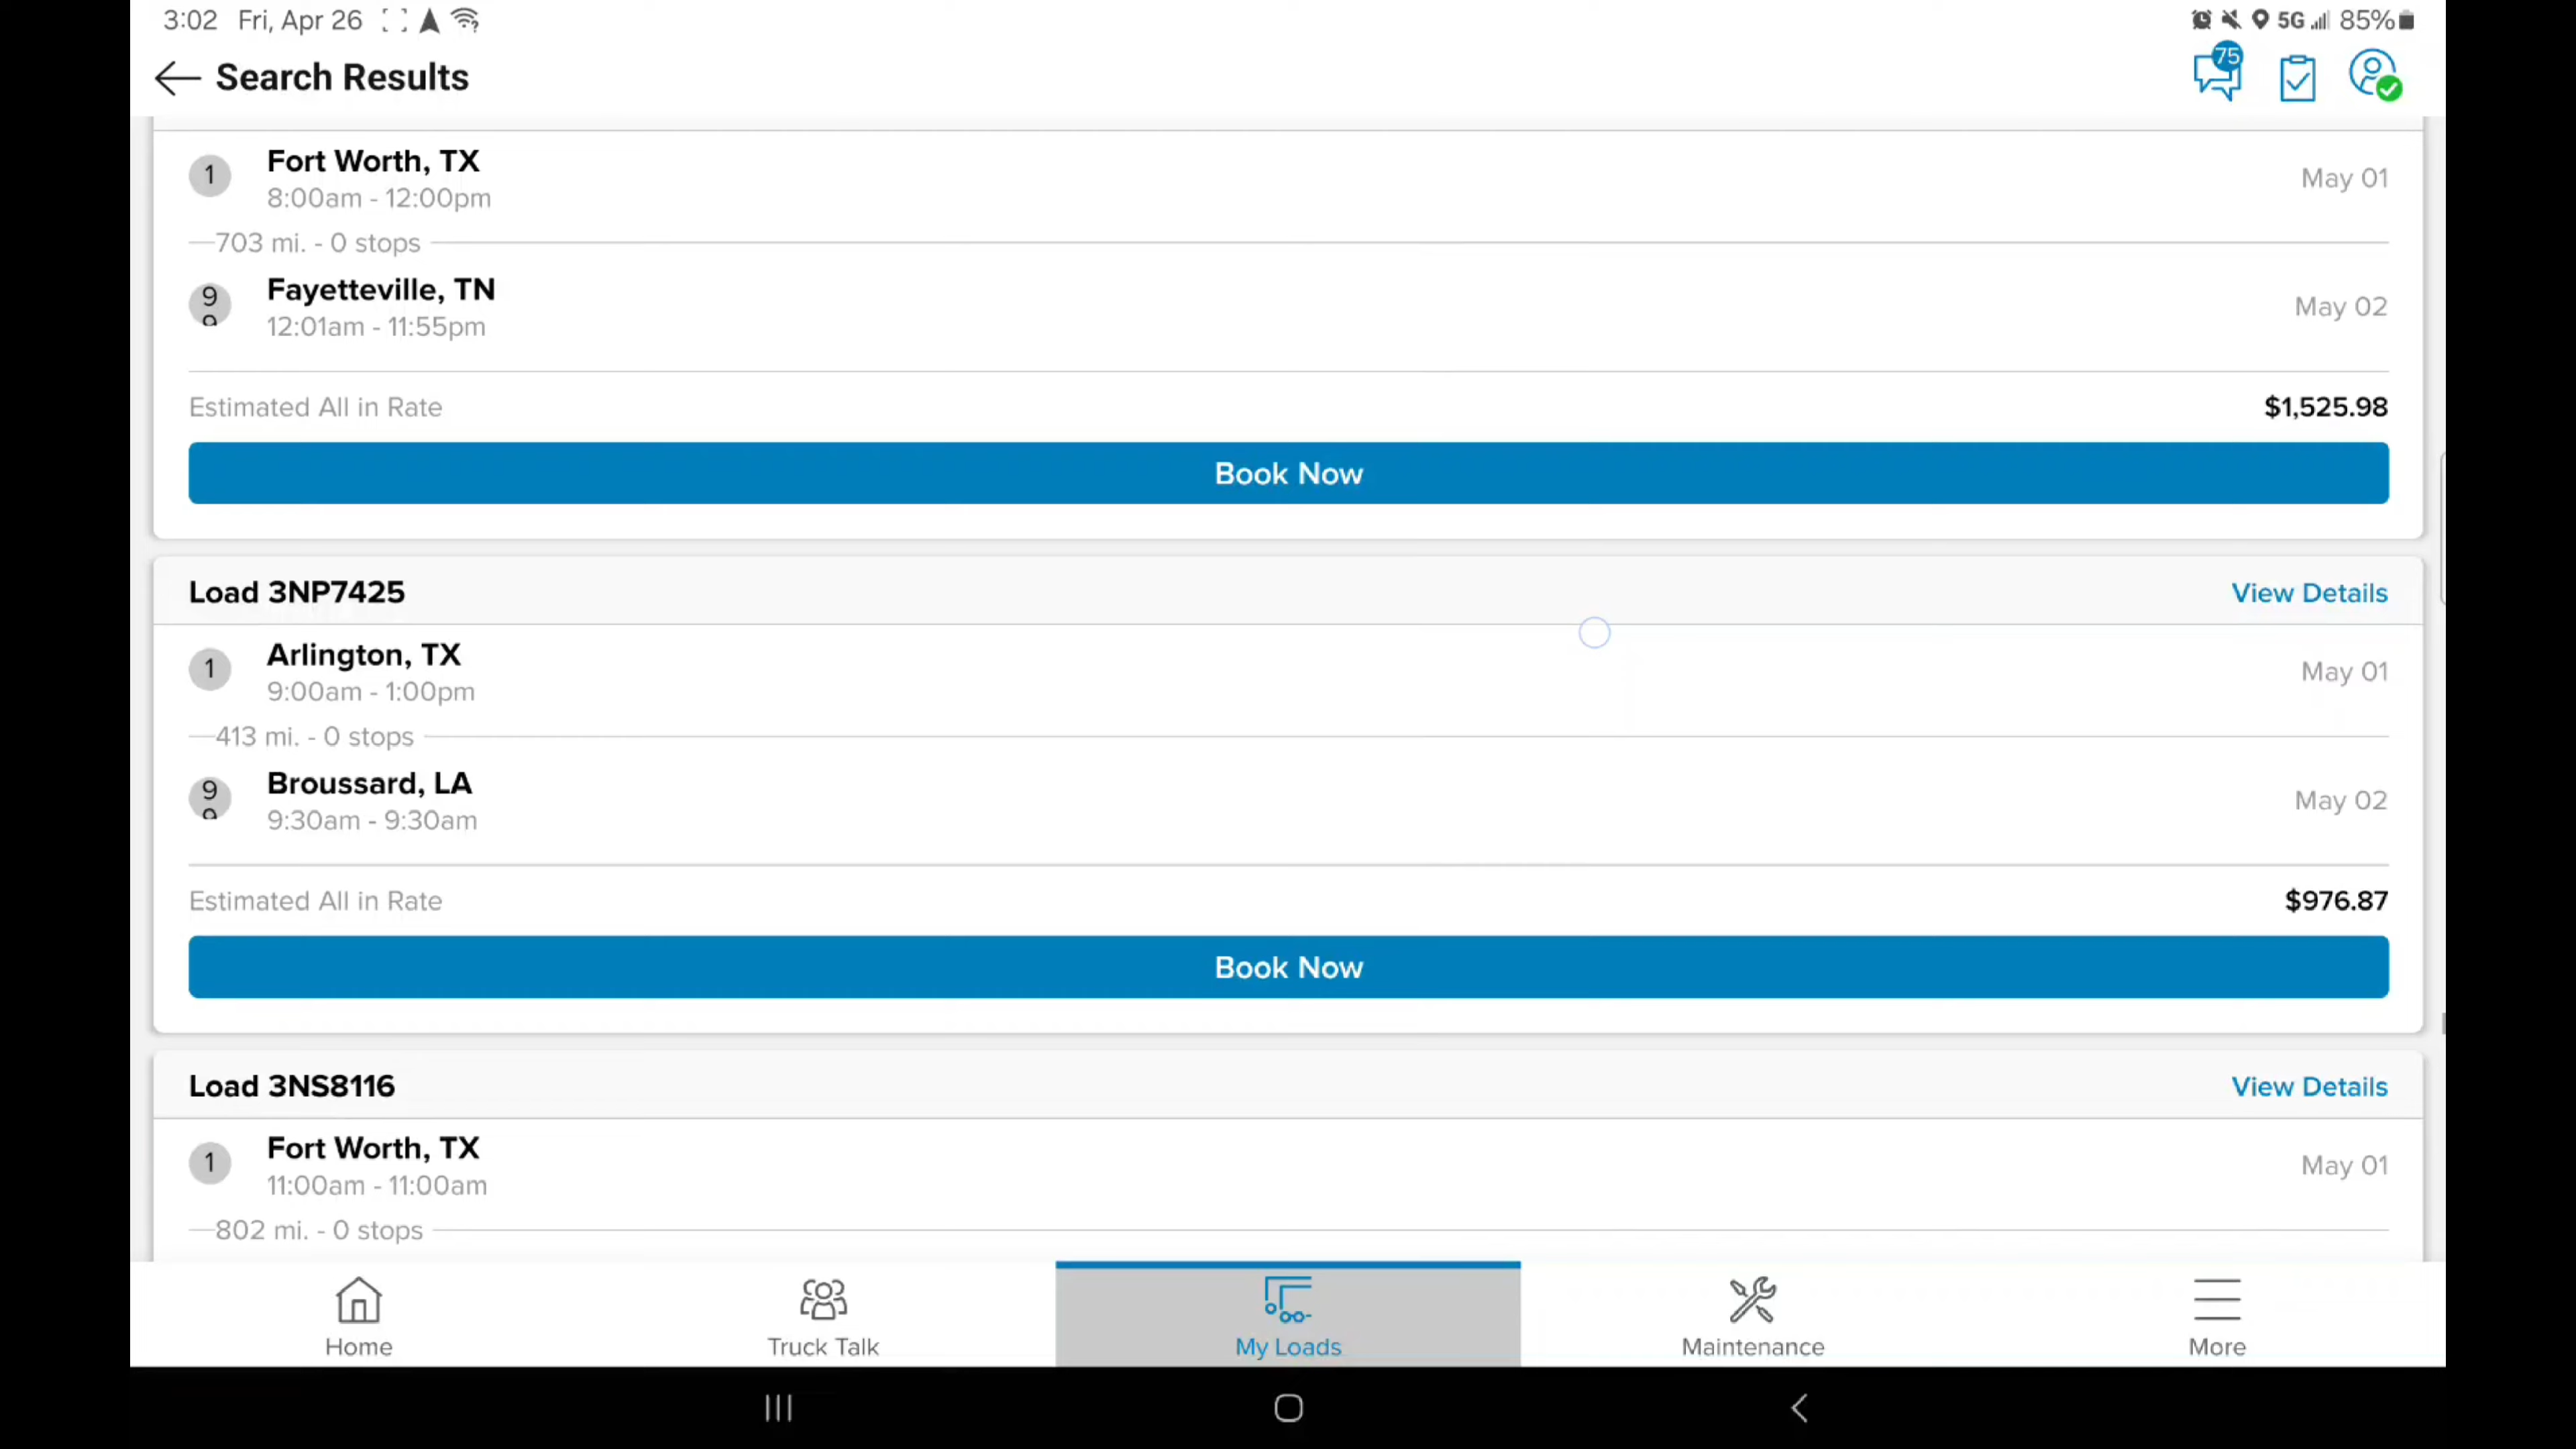 3:02 Fri, Apr 26
5G 85%
Search Results
75
1 Fort Worth, TX
8:00am - 12:00pm
May 01
703 mi. - 0 stops
99 Fayetteville, TN
12:01am - 11:55pm
May 02
Estimated All in Rate $1,525.98
Book Now
Load 3NP7425 View Details
1 Arlington, TX
9:00am - 1:00pm
May 01
413 mi. - 0 stops
99 Broussard, LA
9:30am - 9:30am
May 02
Estimated All in Rate $976.87
Book Now
Load 3NS8116 View Details
1 Fort Worth, TX
11:00am - 11:00am
May 01
802 mi. - 0 stops
Home Truck Talk My Loads Maintenance More